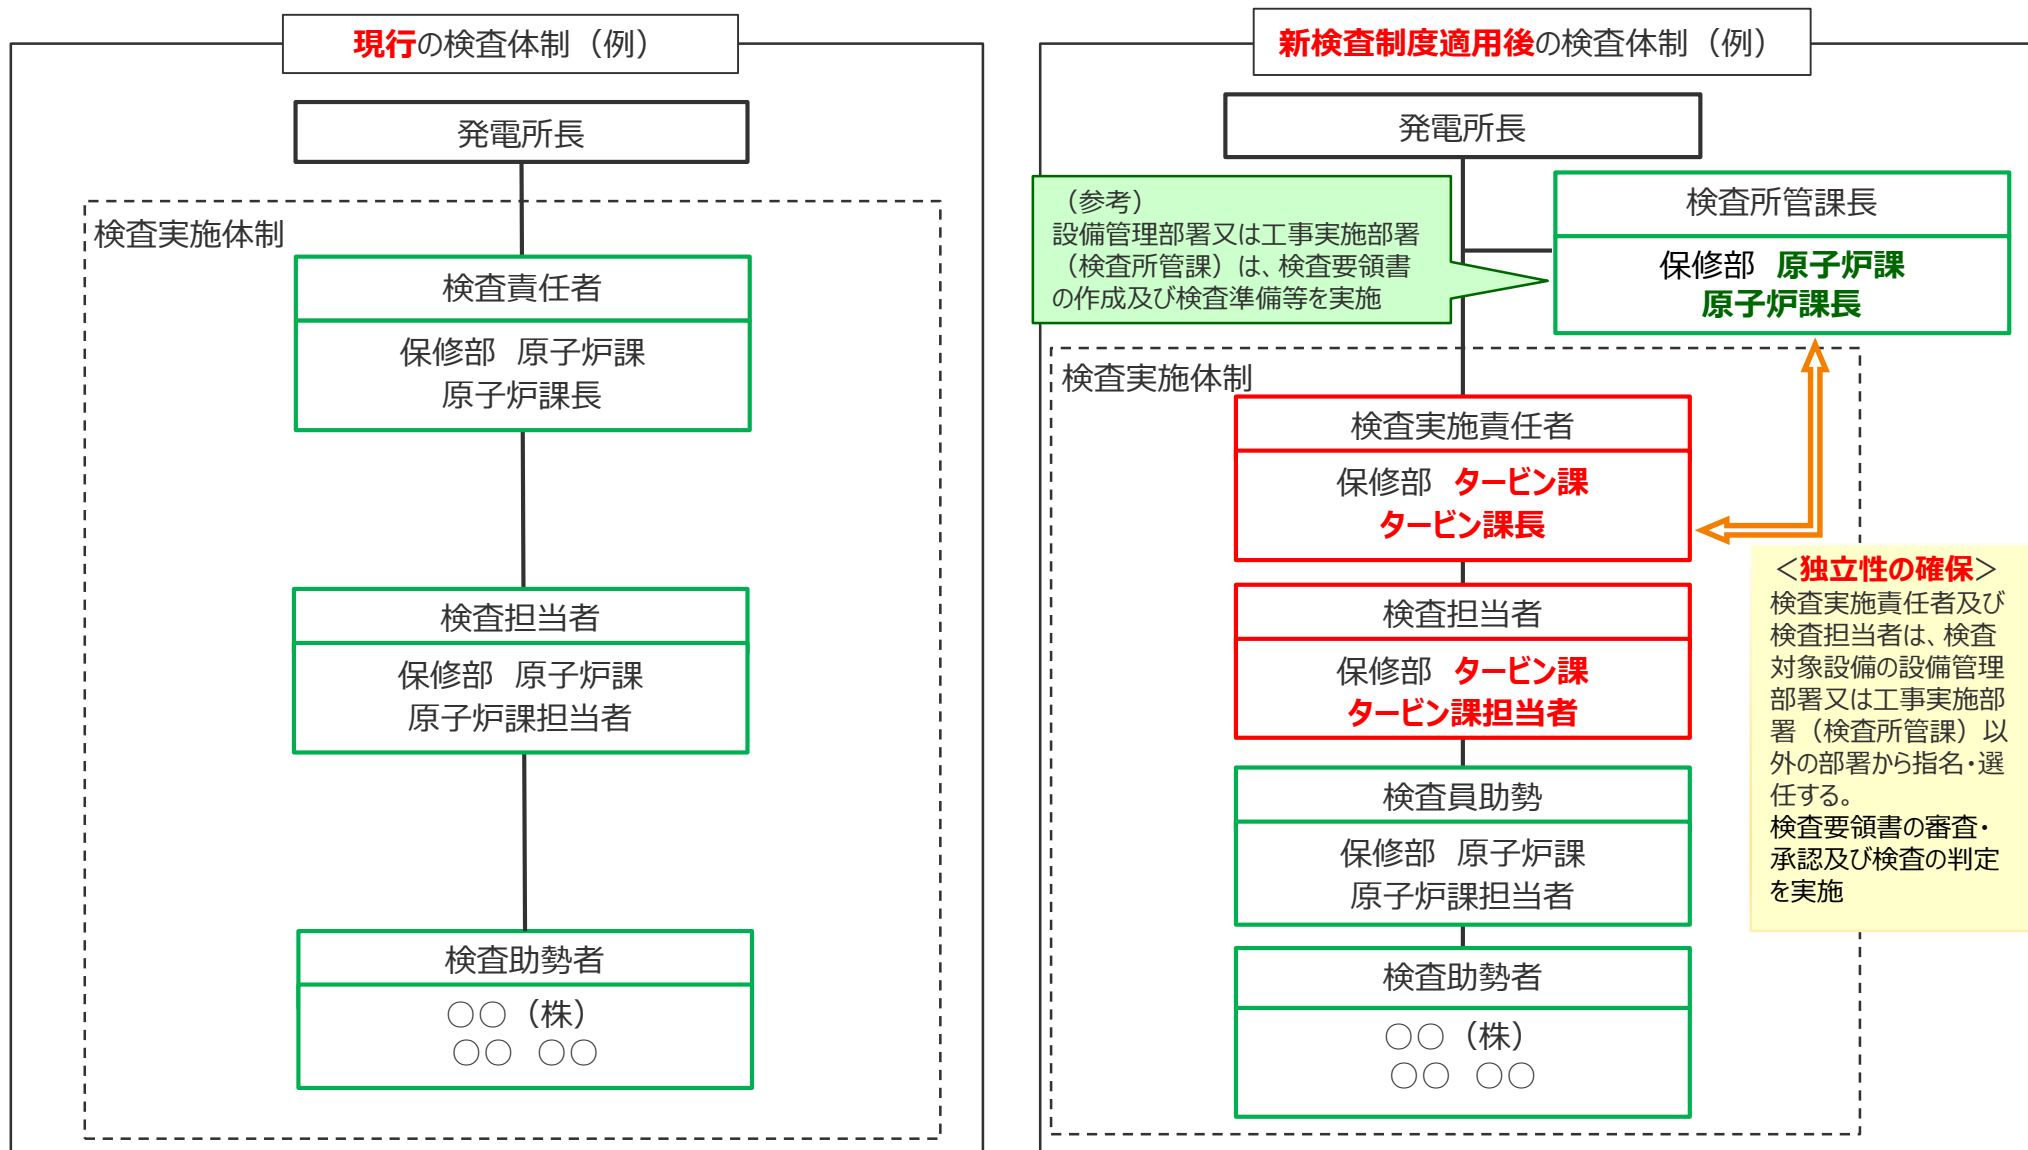 現行の検査体制（例）
発電所長
検査実施体制
検査責任者
保修部 原子炉課
原子炉課長
検査担当者
保修部 原子炉課
原子炉課担当者
検査助勢者
○○（株）
○○ ○○
新検査制度適用後の検査体制（例）
発電所長
（参考）
設備管理部署又は工事実施部署
（検査所管課）は、検査要領書
の作成及び検査準備等を実施
検査所管課長
保修部 原子炉課
原子炉課長
検査実施体制
検査実施責任者
保修部 タービン課
タービン課長
検査担当者
保修部 タービン課
タービン課担当者
検査員助勢
保修部 原子炉課
原子炉課担当者
検査助勢者
○○（株）
○○ ○○
＜独立性の確保＞
検査実施責任者及び
検査担当者は、検査
対象設備の設備管理
部署又は工事実施部
署（検査所管課）以
外の部署から指名・選
任する。
検査要領書の審査・
承認及び検査の判定
を実施